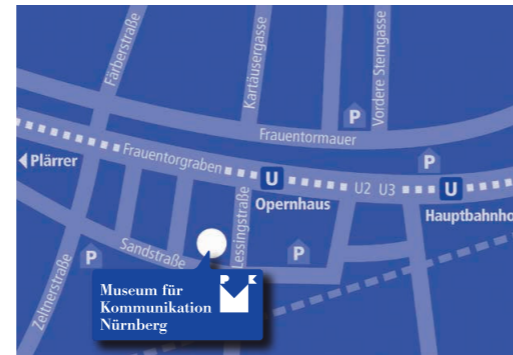 Färberstraße
Kartäusergasse
Vordere Sterngasse
P
Frauentormauer
P
Plärrer
Frauentorgraben
U
U2 U3
U
Opernhaus
Hauptbahnho
Lessingstraße
Sandstraße
P
P
Zeltnerstraße
P K
Museum für
Kommunikation
Nürnberg